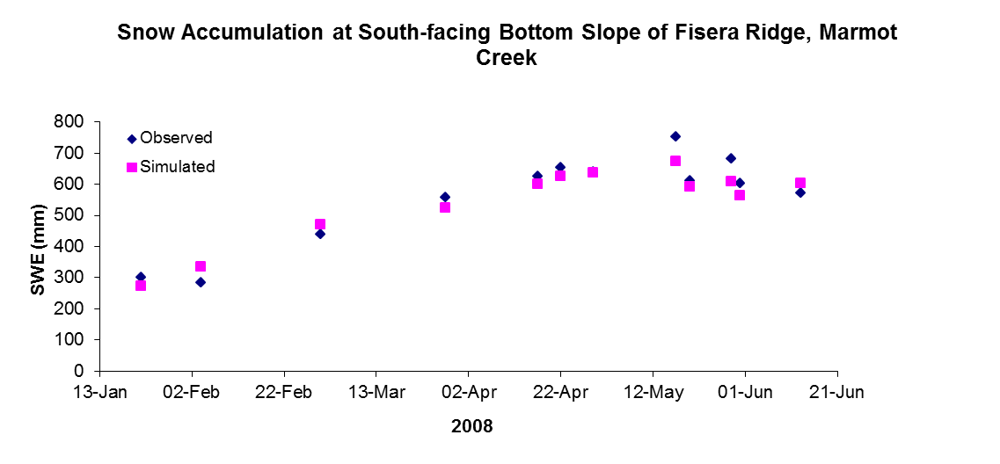 Snow Accumulation at South-facing Bottom Slope of Fisera Ridge, Marmot
Creek
800
700
600
500
400
300
200
100
0
SWE (mm)
Observed
Simulated
13-Jan 02-Feb 22-Feb 13-Mar 02-Apr 22-Apr 12-May 01-Jun 21-Jun
2008